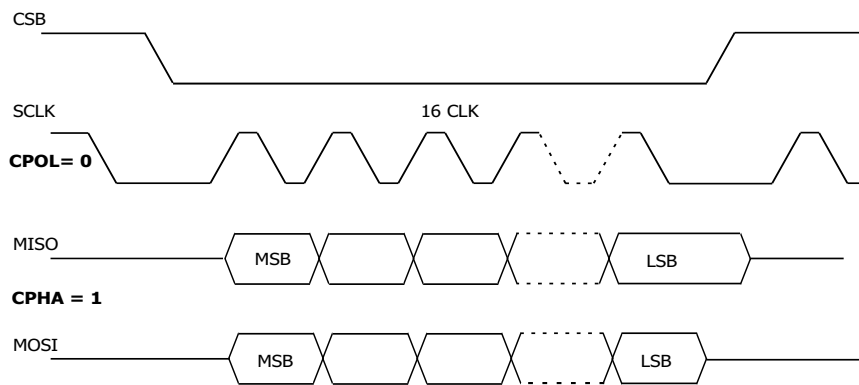 CSB
SCLK
16 CLK
CPOL= 0
MISO
MSB
LSB
CPHA = 1
MOSI
MSB
LSB